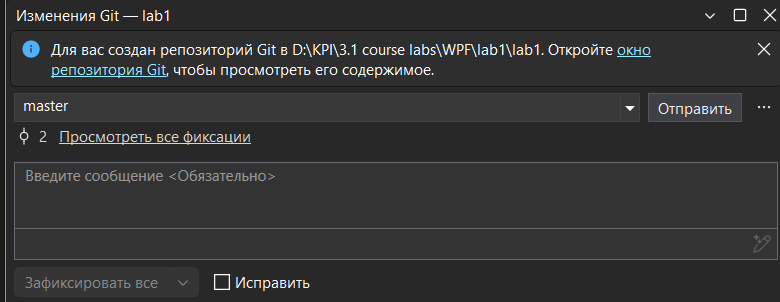 Изменения Git — lab1
Для вас создан репозиторий Git в D:\KPI\3.1 course labs\WPF\lab1\lab1. Откройте окно
репозитория Git, чтобы просмотреть его содержимое.
master
Отправить
2 Просмотреть все фиксации
Введите сообщение <Обязательно>
Зафиксировать все
Исправить